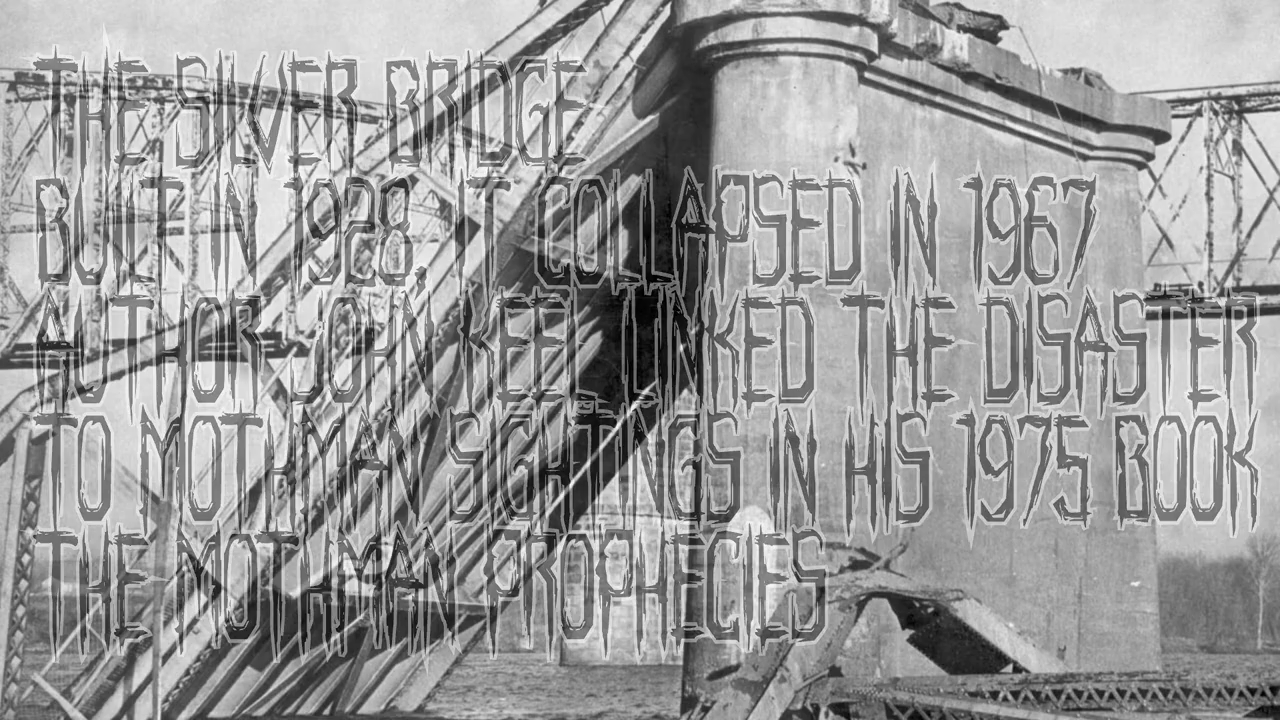 THE SILVER BRIDGE
BUILT IN 1928, IT COLLAPSED IN 1967
AUTHOR JOHN KEEL LINKED THE DISASTER
TO MOTHMAN SIGHTINGS IN HIS 1975 BOOK
THE MOTHMAN PROPHECIES